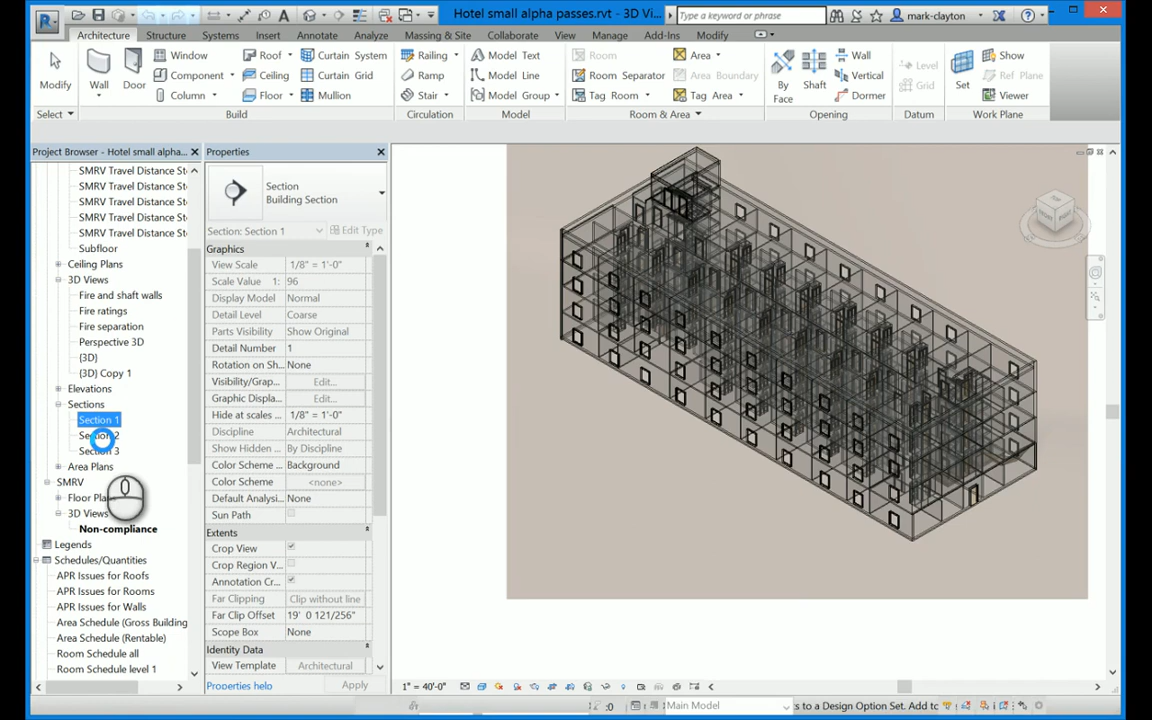 Hotel small alpha passes.rvt - 3D Vi...
Type a keyword or phrase
mark-clayton
Architecture Structure Systems Insert Annotate Analyze Massing & Site Collaborate View Manage Add-Ins Modify
Modify
Wall
Door
Window
Component
Column
Roof
Ceiling
Floor
Curtain System
Curtain Grid
Mullion
Railing
Ramp
Stair
Model Text
Model Line
Model Group
Room
Room Separator
Tag Room
Area
Area Boundary
Tag Area
By
Face
Shaft
Wall
Vertical
Dormer
Level
Grid
Set
Show
Ref Plane
Viewer
Select Build Circulation Model Room & Area Opening Datum Work Plane
Project Browser - Hotel small alpha...
SMRV Travel Distance St
SMRV Travel Distance St
SMRV Travel Distance St
SMRV Travel Distance St
SMRV Travel Distance St
Subfloor
Ceiling Plans
3D Views
Fire and shaft walls
Fire ratings
Fire separation
Perspective 3D
{3D}
{3D} Copy 1
Elevations
Sections
Section 1
Section 2
Section 3
Area Plans
SMRV
Floor Pla
3D Views
Non-compliance
Legends
Schedules/Quantities
APR Issues for Roofs
APR Issues for Rooms
APR Issues for Walls
Area Schedule (Gross Building
Area Schedule (Rentable)
Room Schedule all
Room Schedule level 1
Properties
Section
Building Section
Section: Section 1
Edit Type
Graphics
View Scale 1/8" = 1'-0"
Scale Value 1: 96
Display Model Normal
Detail Level Coarse
Parts Visibility Show Original
Detail Number 1
Rotation on Sh... None
Visibility/Grap... Edit...
Graphic Displa... Edit...
Hide at scales ... 1/8" = 1'-0"
Discipline Architectural
Show Hidden ... By Discipline
Color Scheme ... Background
Color Scheme <none>
Default Analysi... None
Sun Path
Extents
Crop View
Crop Region V...
Annotation Cr...
Far Clipping Clip without line
Far Clip Offset 19' 0 121/256"
Scope Box None
Identity Data
View Template Architectural
Properties help
Apply
1" = 40'-0"
:0
Main Model
s to a Design Option Set. Add to